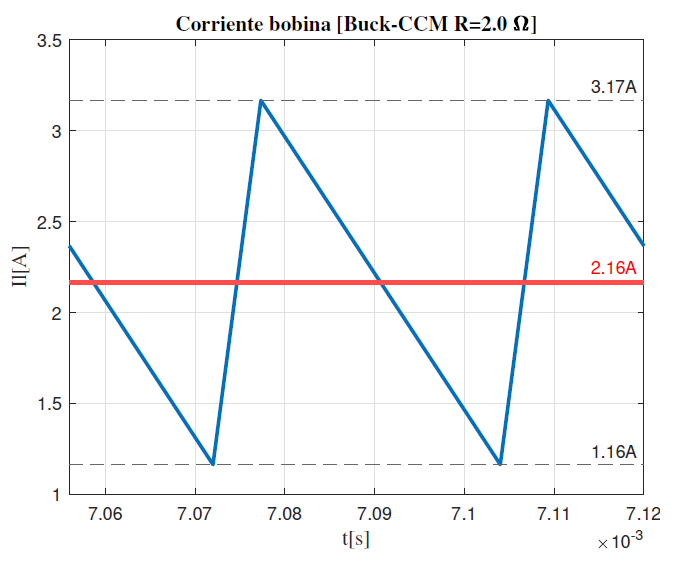 Corriente bobina [Buck-CCM R=2.0 Ω]
3.5
3
2.5
2
1.5
1
Il[A]
3.17A
2.16A
1.16A
7.06
7.07
7.08
7.09
7.1
7.11
7.12
t[s]
×10-3